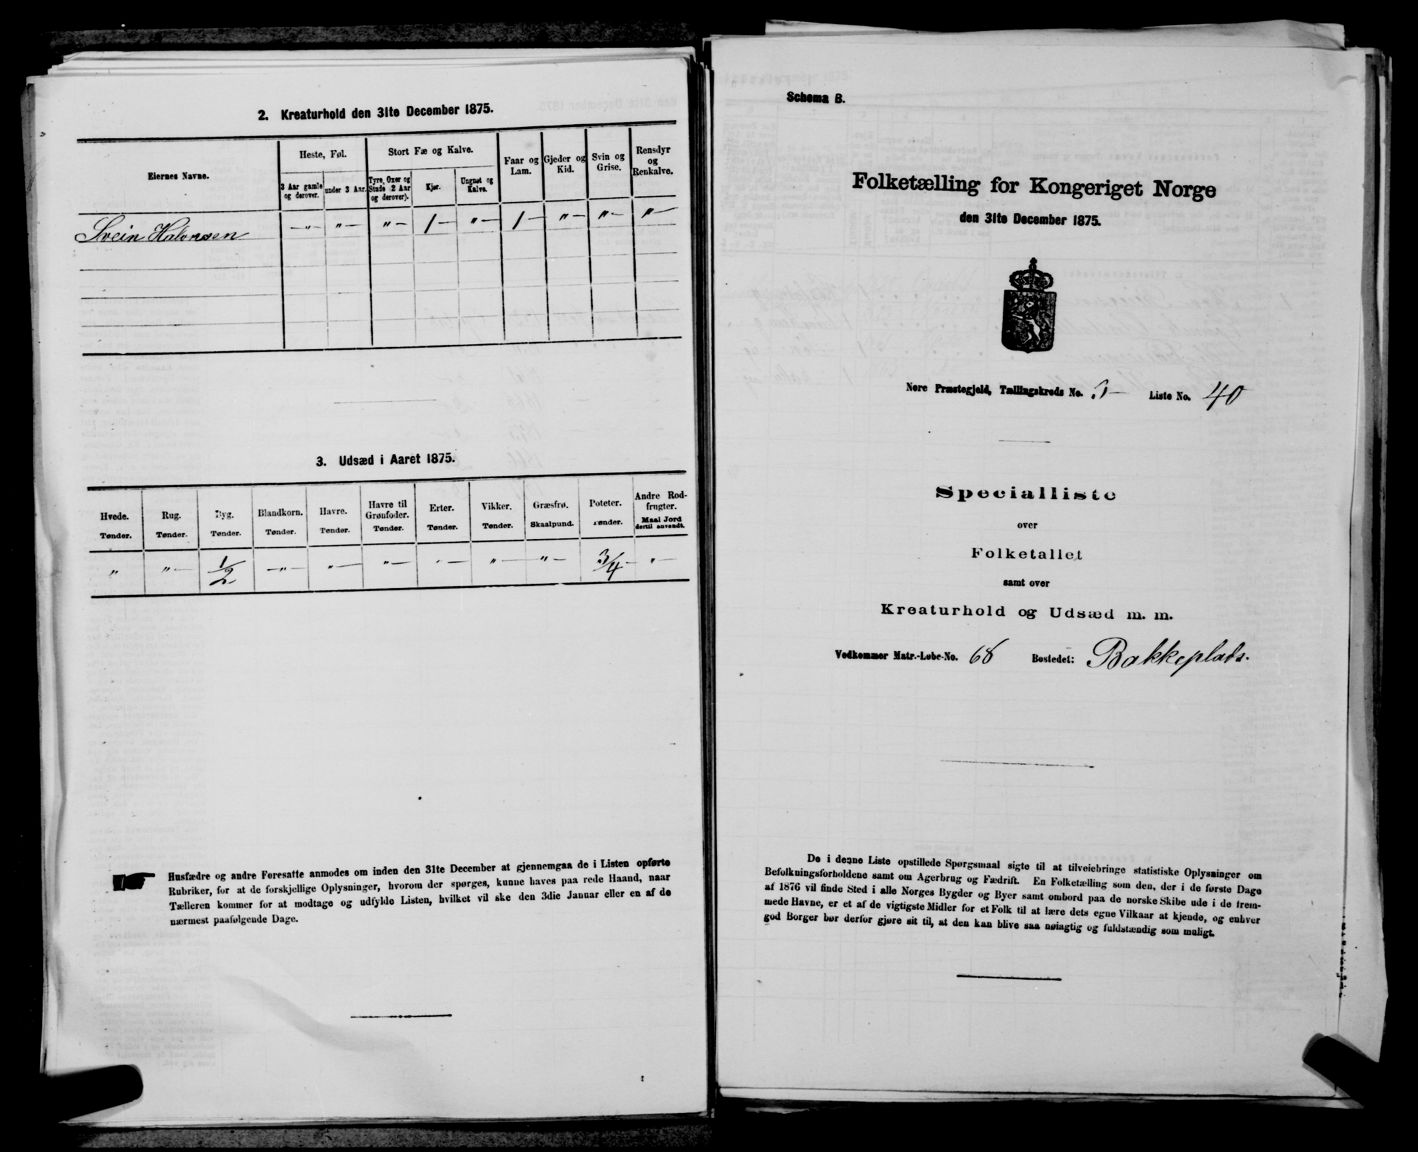 2. Kreaturhold den 31te December 1875.
Eiernes Navne.
Heste, Føl.
Stort Fæ og Kalve.
Faar og Lam.
Gjeder og Kid.
Svin og Grise.
Rensdyr og Renkalve.
3 Aar gamle og derover.
under 3 Aar.
Tyre, Oxer og Stude (2 Aar og derover).
Kjør.
Ungnøt og Kalve.
Svein Halvorsen — " — " — " — 1 — " — 1 — " — " — " —
3. Udsæd i Aaret 1875.
Hvede. Tønder.
Rug. Tønder.
Byg. Tønder.
Blandkorn. Tønder.
Havre. Tønder.
Havre til Grønfoder. Tønder.
Erter. Tønder.
Vikker. Tønder.
Græsfrø. Skaalpund.
Poteter. Tønder.
Andre Rodfrugter. Maal Jord dertil anvendt.
" " — 1/2 — " — " — " — " — " — " — 3/4 — " —
Husfædre og andre Foresatte anmodes om inden den 31te December at gjennemgaa de i Listen opførte
Rubriker, for at de forskjellige Oplysninger, hvorom der spørges, kunne haves paa rede Haand, naar
Tælleren kommer for at modtage og udfylde Listen, hvilket vil ske den 3die Januar eller en af de
nærmest paafølgende Dage.
Schema B.
Folketælling for Kongeriget Norge
den 31te December 1875.
Nore Præstegjeld, Tællingskreds No. 3 — Liste No. 40
Specialliste
over
Folketallet
samt over
Kreaturhold og Udsæd m. m.
Vedkommer Matr.-Løbe-No. 68 Bostedet: Bakkeplads.
De i denne Liste opstillede Spørgsmaal sigte til at tilveiebringe statistiske Oplysninger om
Befolkningsforholdene samt om Agerbrug og Fædrift. En Folketælling som den, der i de første Dage
af 1876 vil finde Sted i alle Norges Bygder og Byer samt ombord paa de norske Skibe ude i de frem-
mede Havne, er et af de vigtigste Midler for et Folk til at lære dets egne Vilkaar at kjende, og enhver
god Borger bør derfor gjøre sit til, at den kan blive saa nøiagtig og fuldstændig som muligt.